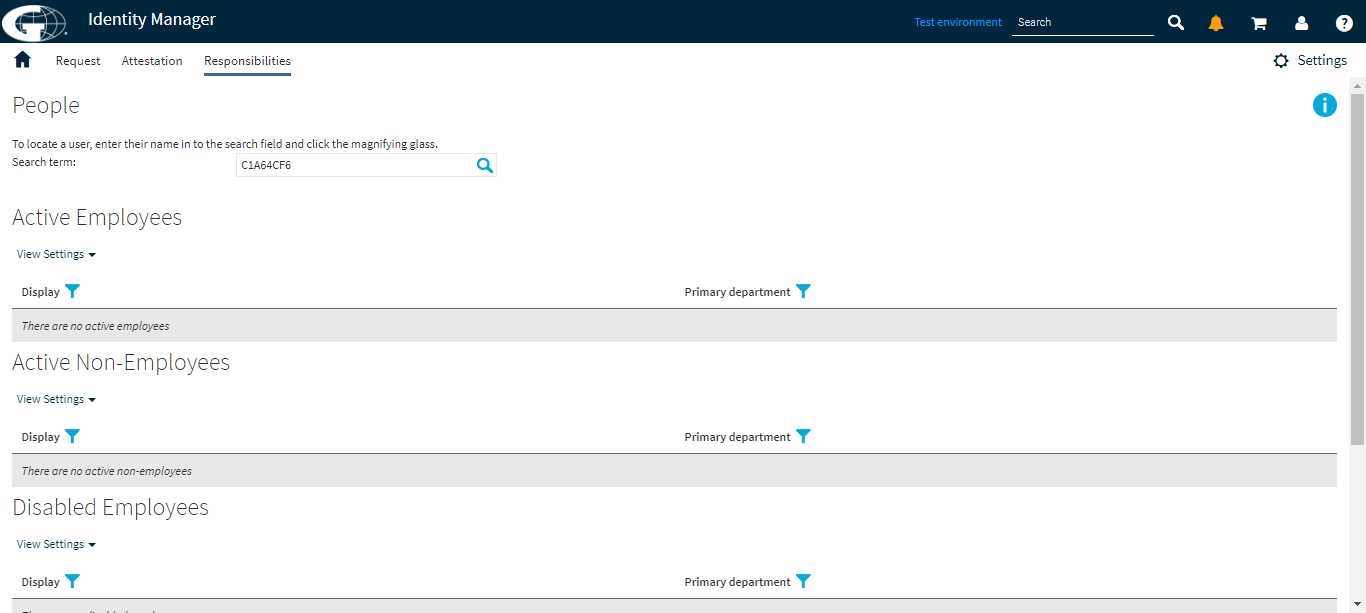 Identity Manager
Test environment
Search
Request Attestation Responsibilities
Settings
People
To locate a user, enter their name in to the search field and click the magnifying glass.
Search term:
C1A64CF6
Active Employees
View Settings
Display Primary department
There are no active employees
Active Non-Employees
View Settings
Display Primary department
There are no active non-employees
Disabled Employees
View Settings
Display Primary department